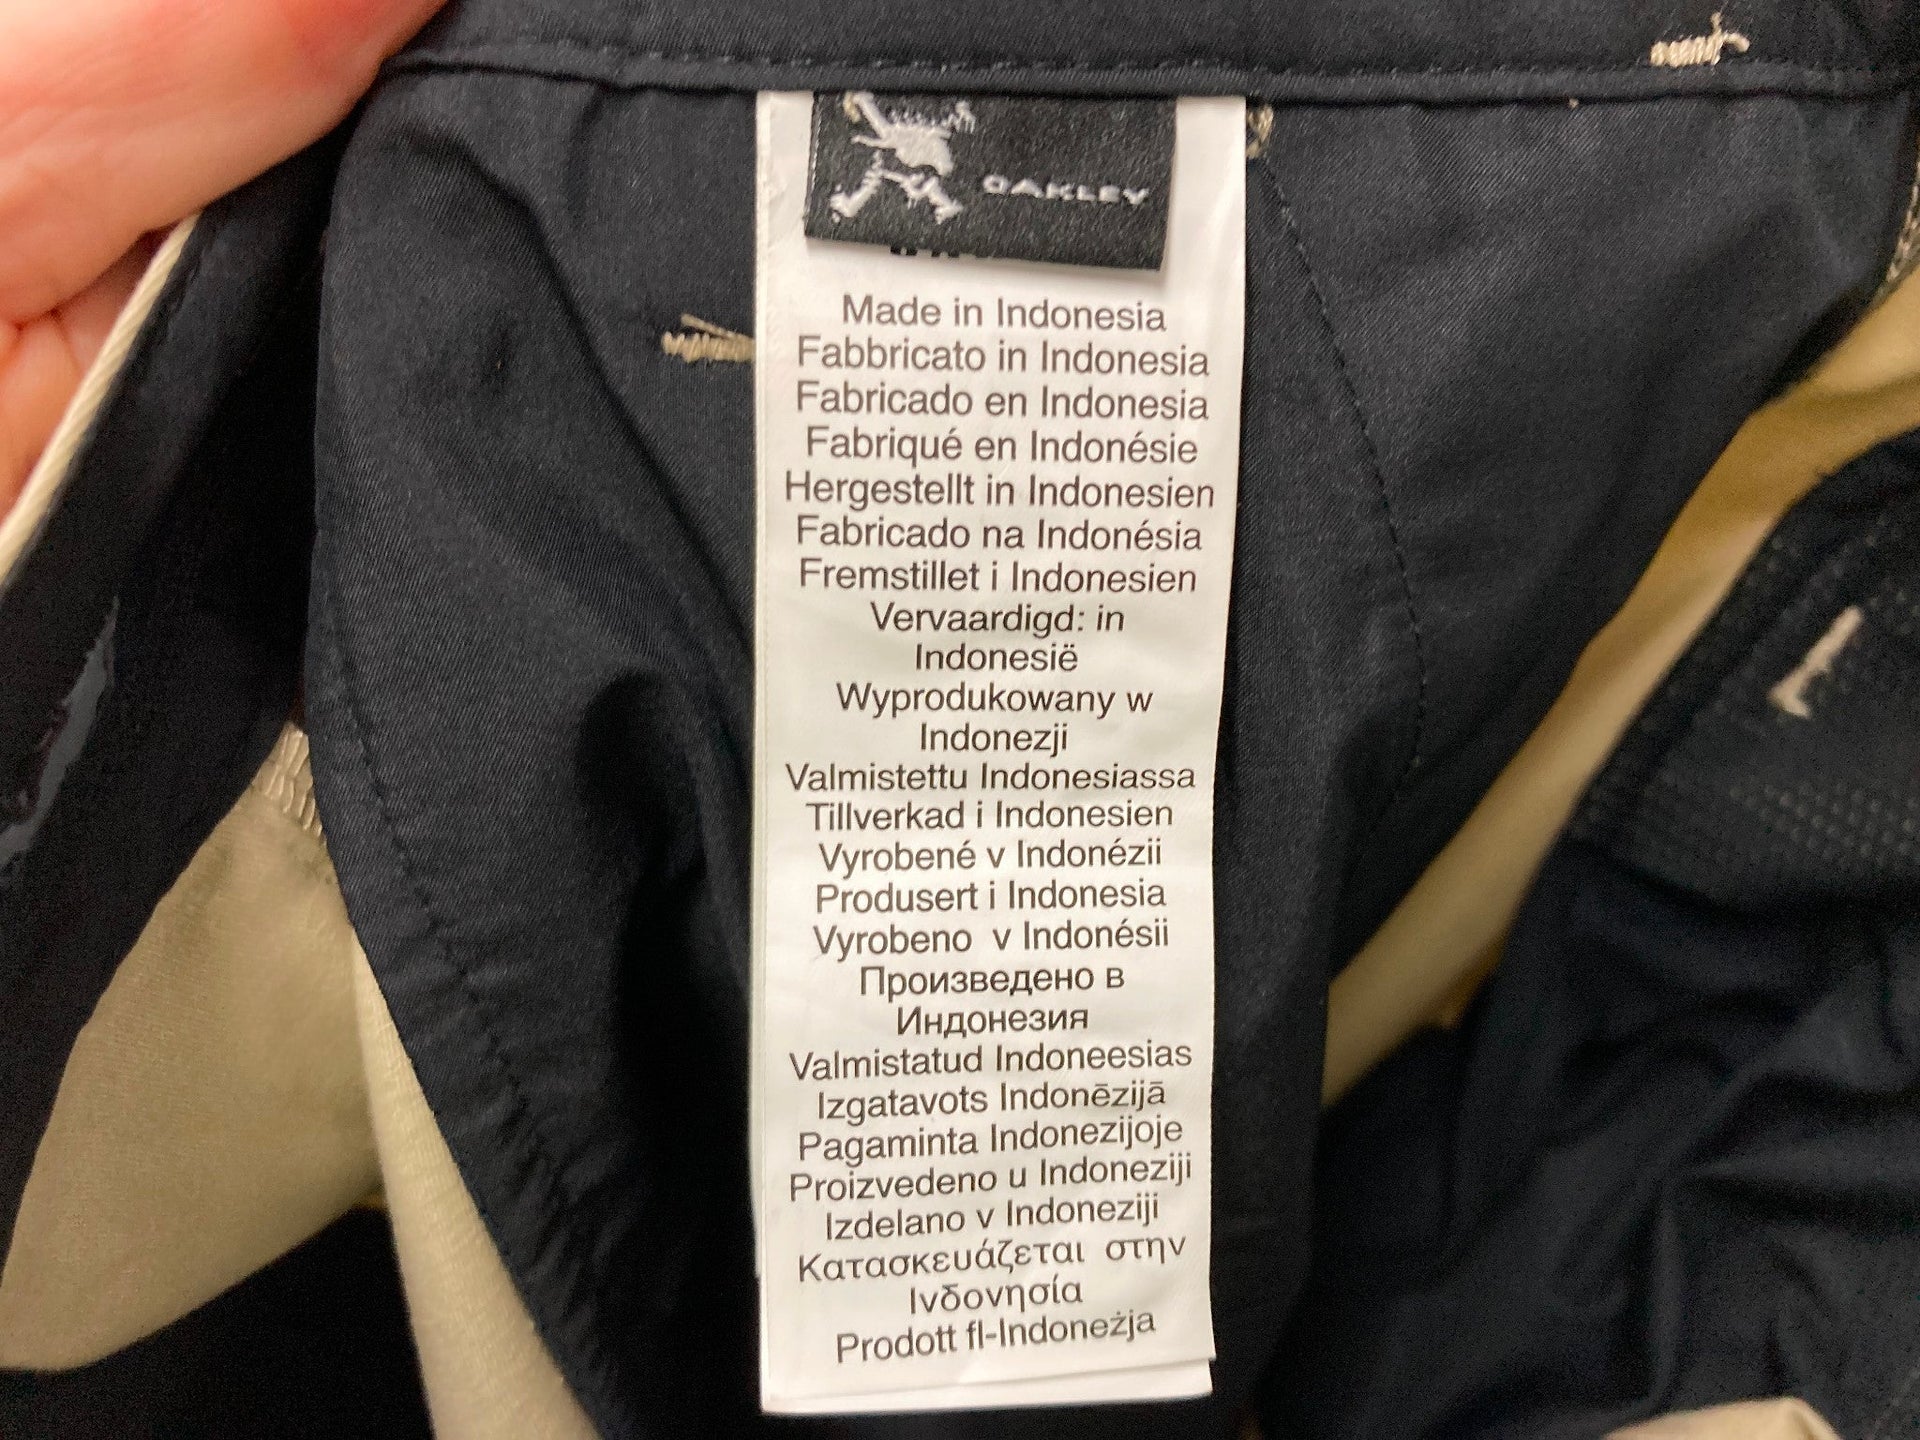 OAKLEY
Made in Indonesia
Fabbricato in Indonesia
Fabricado en Indonesia
Fabriqué en Indonésie
Hergestellt in Indonesien
Fabricado na Indonésia
Fremstillet i Indonesien
Vervaardigd: in
Indonesië
Wyprodukowany w
Indonezji
Valmistettu Indonesiassa
Tillverkad i Indonesien
Vyrobené v Indonézii
Produsert i Indonesia
Vyrobeno v Indonésii
Произведено в
Индонезия
Valmistatud Indoneesias
Izgatavots Indonēzijā
Pagaminta Indonezijoje
Proizvedeno u Indoneziji
Izdelano v Indoneziji
Κατασκευάζεται στην
Ινδονησία
Prodott fl-Indoneżja